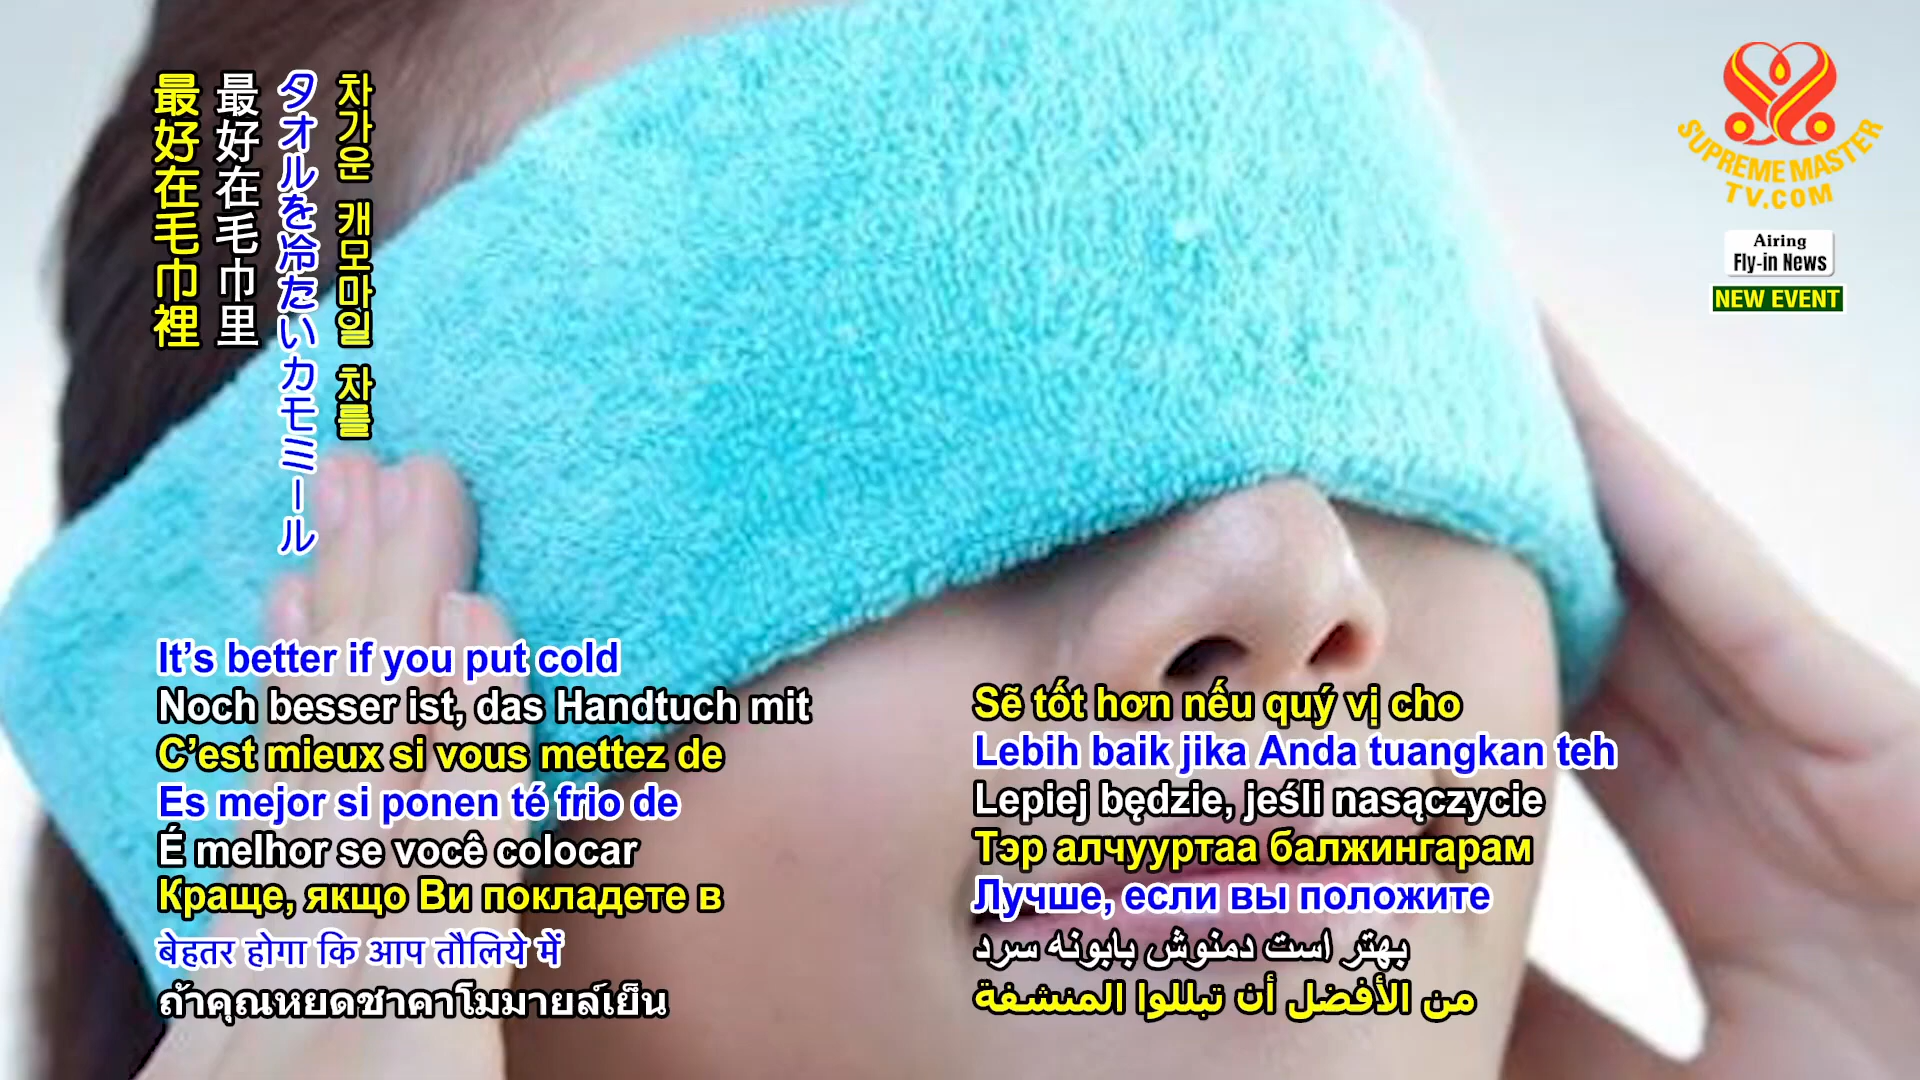 最好在毛巾裡
最好在毛巾里
タオルを冷たいカモミール
차가운 캐모마일 차를
SUPREME MASTER
TV.COM
Airing
Fly-in News
NEW EVENT
It’s better if you put cold
Noch besser ist, das Handtuch mit
C’est mieux si vous mettez de
Es mejor si ponen té frio de
É melhor se você colocar
Краще, якщо Ви покладете в
बेहतर होगा कि आप तौलिये में
ถ้าคุณหยดชาคาโมมายล์เย็น
Sẽ tốt hơn nếu quý vị cho
Lebih baik jika Anda tuangkan teh
Lepiej będzie, jeśli nasączycie
Тэр алчууртаа балжингарам
Лучше, если вы положите
بهتر است دمنوش بابونه سرد
من الأفضل أن تبللوا المنشفة